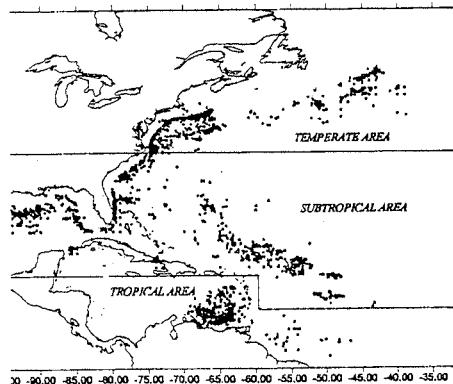 TEMPERATE AREA
SUBTROPICAL AREA
TROPICAL AREA
00 -85.00 -80.00 -75.00 -70.00 -65.00 -60.00 -55.00 -50.00 -45.00 -40.00 -35.00